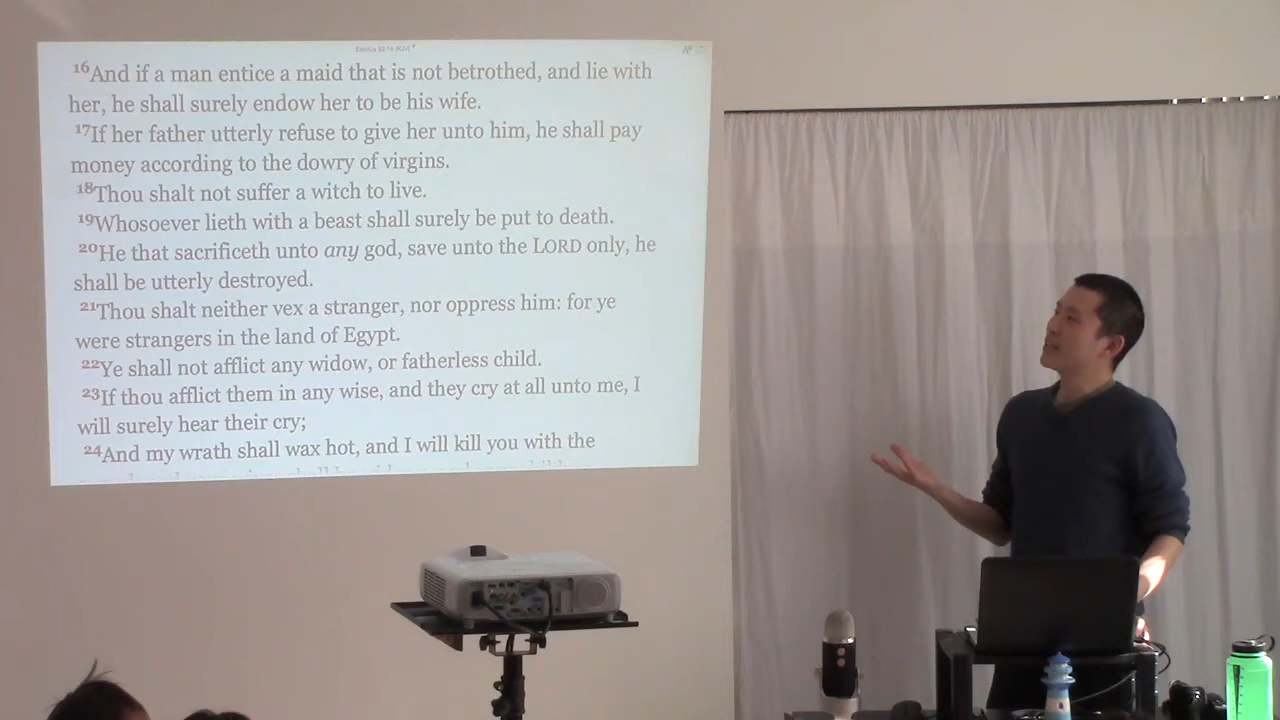 Exodus 22:16 (KJV)
16And if a man entice a maid that is not betrothed, and lie with
her, he shall surely endow her to be his wife.
17If her father utterly refuse to give her unto him, he shall pay
money according to the dowry of virgins.
18Thou shalt not suffer a witch to live.
19Whosoever lieth with a beast shall surely be put to death.
20He that sacrificeth unto any god, save unto the LORD only, he
shall be utterly destroyed.
21Thou shalt neither vex a stranger, nor oppress him: for ye
were strangers in the land of Egypt.
22Ye shall not afflict any widow, or fatherless child.
23If thou afflict them in any wise, and they cry at all unto me, I
will surely hear their cry;
24And my wrath shall wax hot, and I will kill you with the